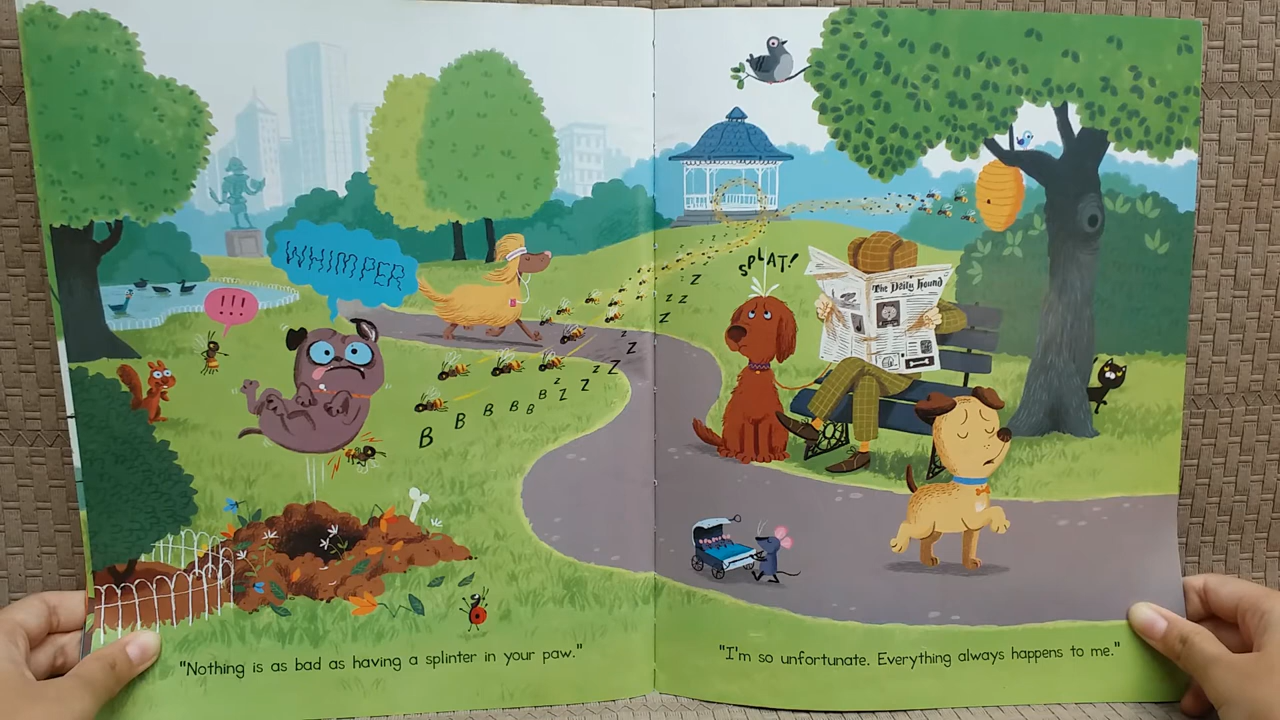 WHIMPER
!!!
B B B B B Z Z Z Z Z Z Z Z Z Z
SPLAT!
The Daily Hound
"Nothing is as bad as having a splinter in your paw."
"I'm so unfortunate. Everything always happens to me."